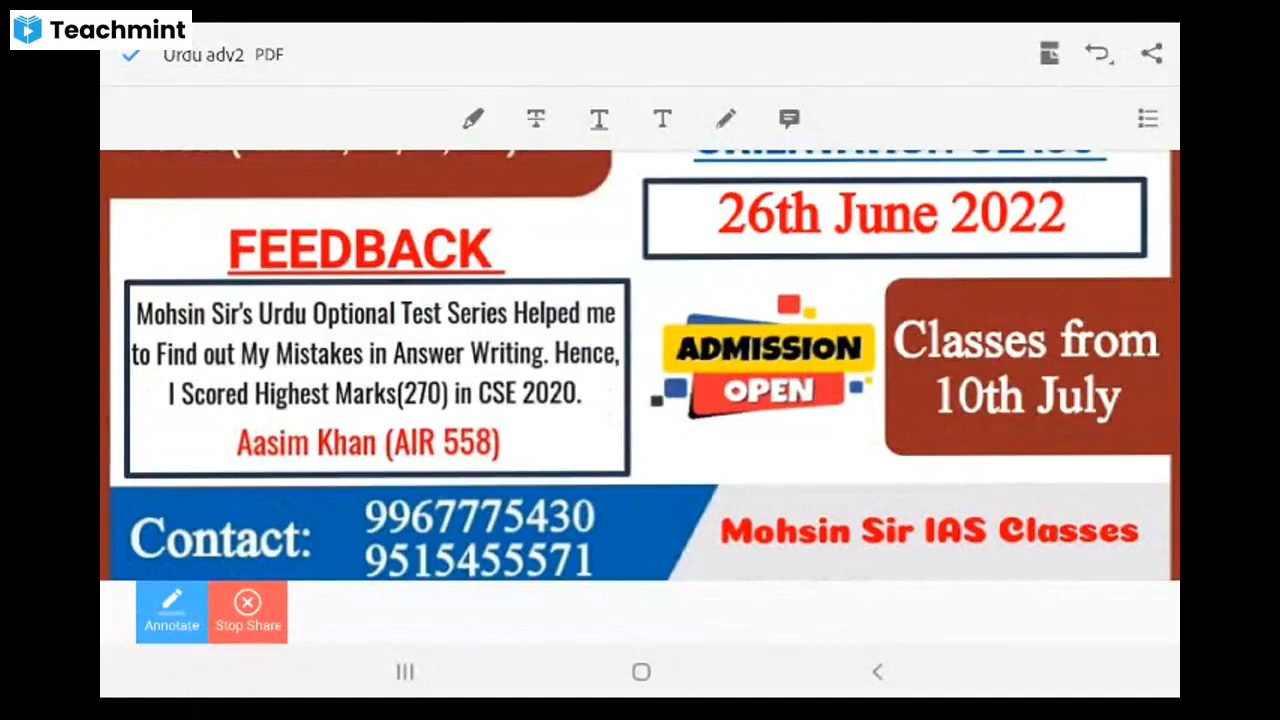 Teachmint
Urdu adv2 PDF
26th June 2022
FEEDBACK
Mohsin Sir's Urdu Optional Test Series Helped me
to Find out My Mistakes in Answer Writing. Hence,
I Scored Highest Marks(270) in CSE 2020.
Aasim Khan (AIR 558)
ADMISSION
OPEN
Classes from
10th July
Contact: 9967775430
9515455571
Mohsin Sir IAS Classes
Annotate
Stop Share